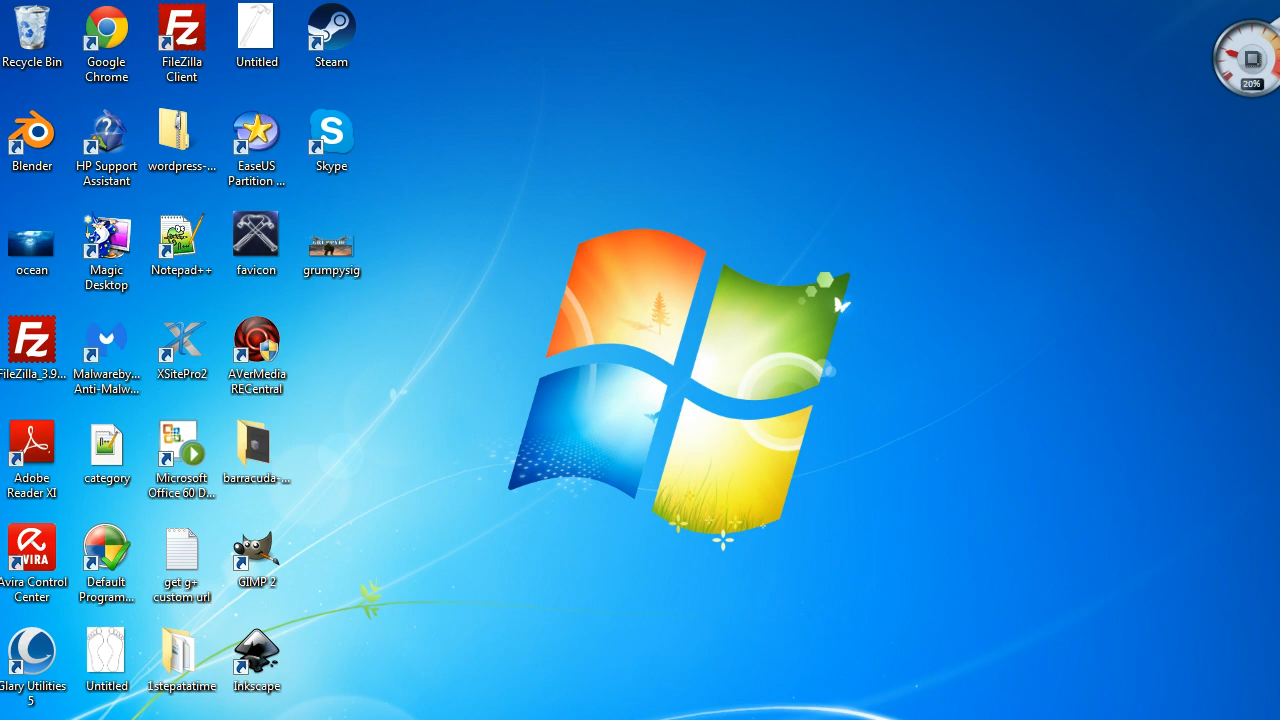 Recycle Bin
Google
Chrome
FileZilla
Client
Untitled
Steam
Blender
HP Support
Assistant
wordpress-...
EaseUS
Partition ...
Skype
ocean
Magic
Desktop
Notepad++
favicon
grumpysig
FileZilla_3.9...
Malwareby...
Anti-Malw...
XSitePro2
AVerMedia
RECentral
Adobe
Reader XI
category
Microsoft
Office 60 D...
barracuda-...
Avira Control
Center
Default
Program...
get g+
custom url
GIMP 2
Glary Utilities
5
Untitled
1stepatatime
Inkscape
20%